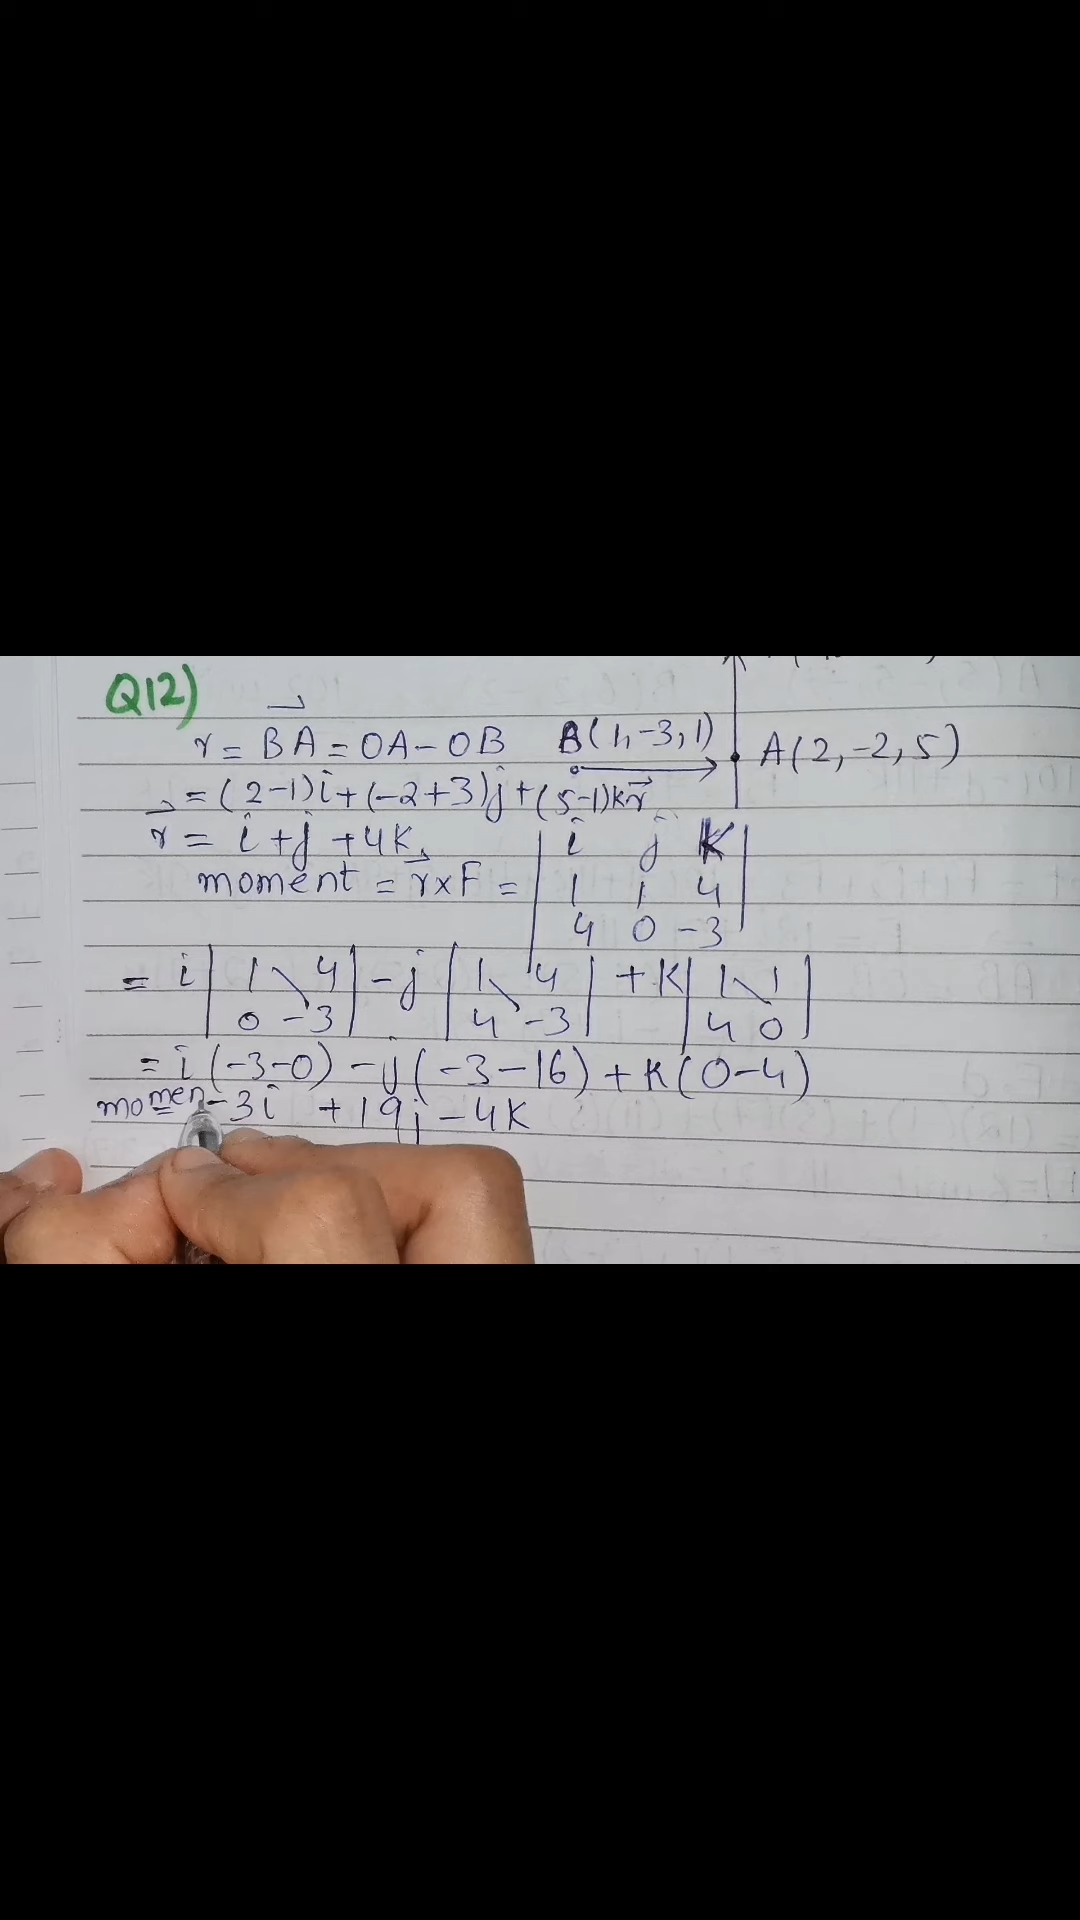 Q12)
r = BA = OA - OB B(1, -3, 1) A(2, -2, 5)
= (2-1)i + (-2+3)j + (5-1)k r
r = i + j + 4k
moment = r x F = | i j k |
| 1 1 4 |
| 4 0 -3 |
= i | 1 4 | - j | 1 4 | + k | 1 1 |
| 0 -3 | | 4 -3 | | 4 0 |
= i(-3-0) - j(-3-16) + k(0-4)
momen -3i + 19j - 4k